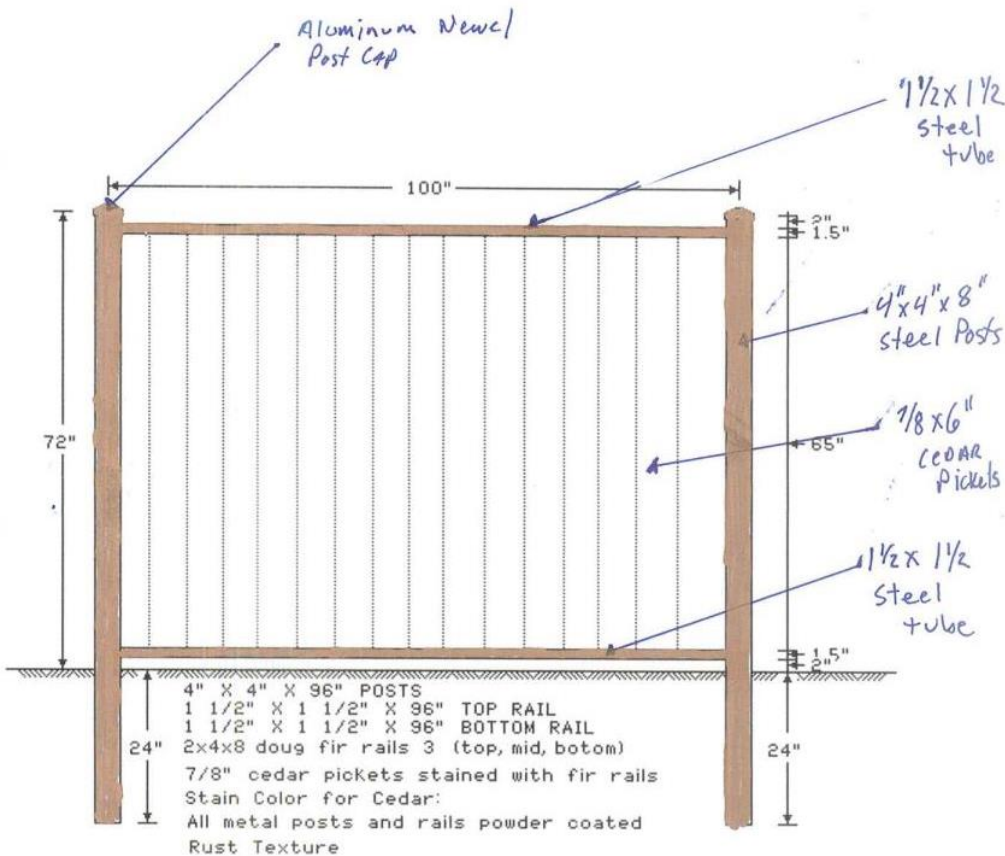 Aluminum Newel
Post Cap
1 1/2 X 1 1/2
steel
tube
100"
2"
1.5"
4"x4"x8"
steel Posts
72"
7/8 x 6"
65"
CEDAR
Pickets
1 1/2 x 1 1/2
Steel
tube
1.5"
2"
4" X 4" X 96" POSTS
1 1/2" X 1 1/2" X 96" TOP RAIL
1 1/2" X 1 1/2" X 96" BOTTOM RAIL
24"
2x4x8 doug fir rails 3 (top, mid, botom)
24"
7/8" cedar pickets stained with fir rails
Stain Color for Cedar:
All metal posts and rails powder coated
Rust Texture